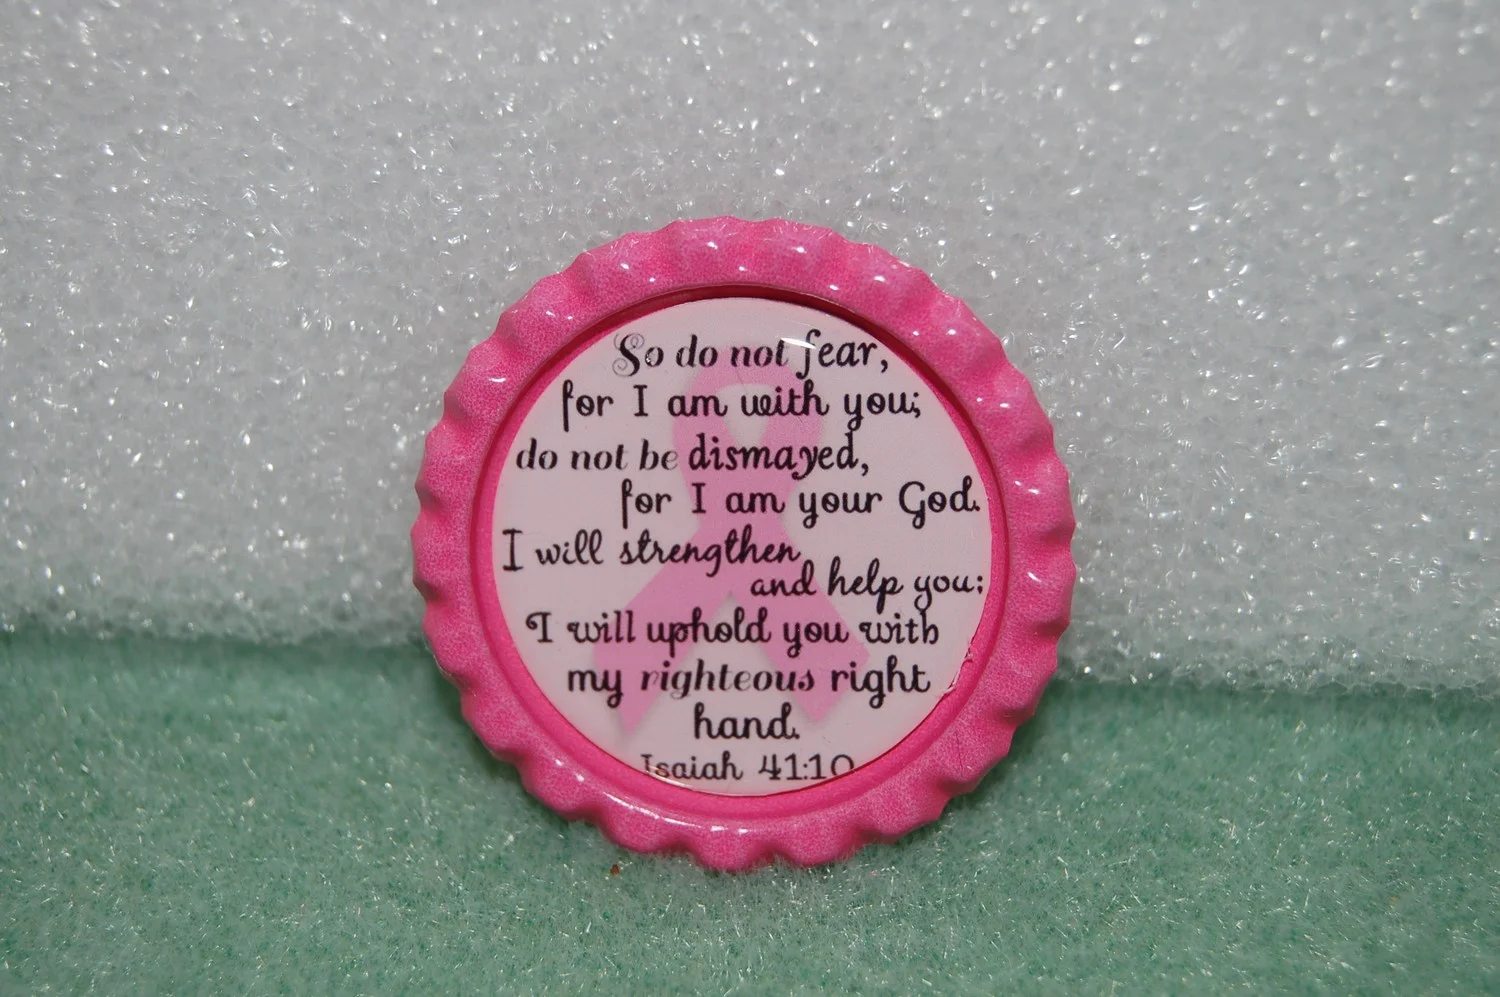 So do not fear,
for I am with you;
do not be dismayed,
for I am your God.
I will strengthen
and help you;
I will uphold you with
my righteous right
hand.
Isaiah 41:10